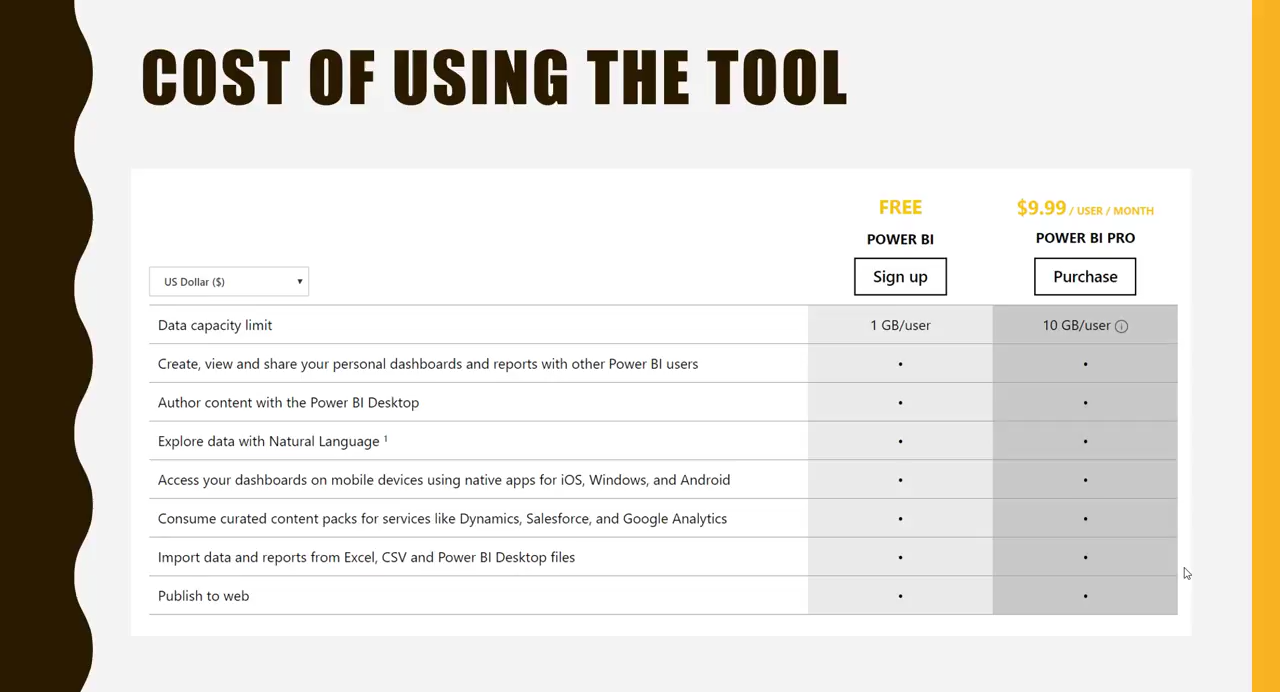 COST OF USING THE TOOL
FREE $9.99 / USER / MONTH
POWER BI POWER BI PRO
US Dollar ($) Sign up Purchase
Data capacity limit 1 GB/user 10 GB/user
Create, view and share your personal dashboards and reports with other Power BI users • •
Author content with the Power BI Desktop • •
Explore data with Natural Language ¹ • •
Access your dashboards on mobile devices using native apps for iOS, Windows, and Android • •
Consume curated content packs for services like Dynamics, Salesforce, and Google Analytics • •
Import data and reports from Excel, CSV and Power BI Desktop files • •
Publish to web • •